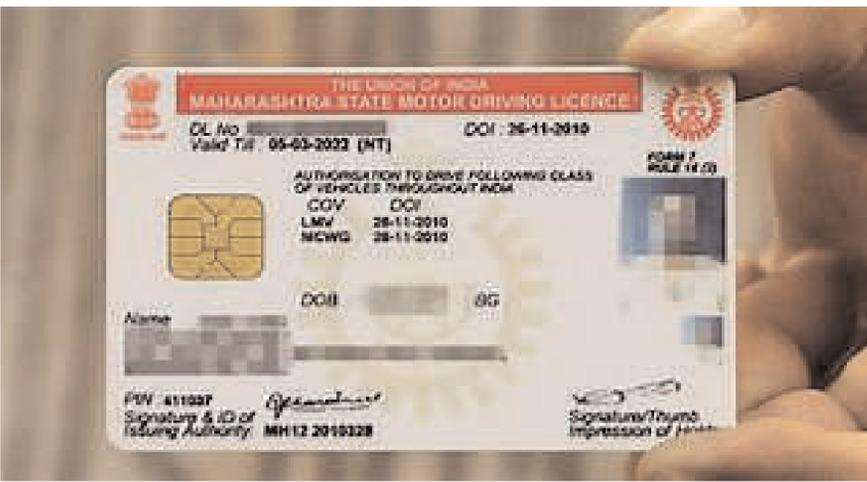 THE UNION OF INDIA
MAHARASHTRA STATE MOTOR DRIVING LICENCE
DL No DOI : 26-11-2010
Valid Till : 05-03-2022 (NT)
FORM 7
RULE 16 (2)
AUTHORISATION TO DRIVE FOLLOWING CLASS
OF VEHICLES THROUGHOUT INDIA
COV DOI
LMV 26-11-2010
MCWG 26-11-2010
DOB BG
Name
PIN 411037
Signature & ID of
Issuing Authority MH12 2010328
Signature/Thumb
Impression of